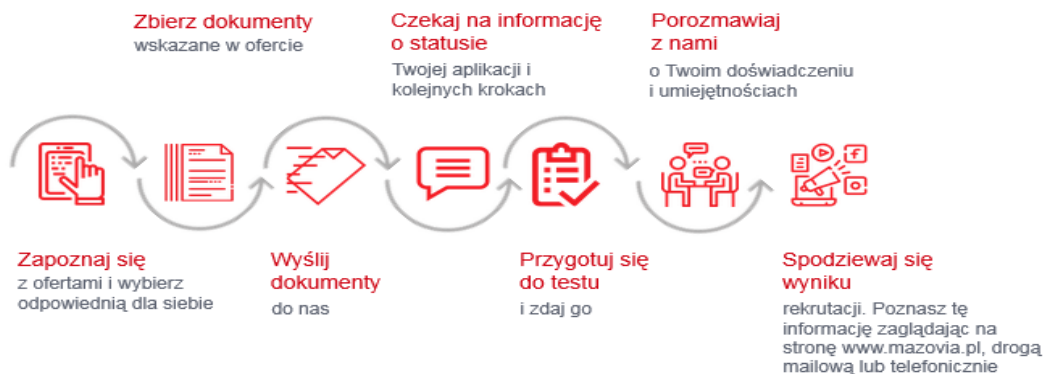 Zapoznaj się
z ofertami i wybierz
odpowiednią dla siebie
Zbierz dokumenty
wskazane w ofercie
Wyślij
dokumenty
do nas
Czekaj na informację
o statusie
Twojej aplikacji i
kolejnych krokach
Przygotuj się
do testu
i zdaj go
Porozmawiaj
z nami
o Twoim doświadczeniu
i umiejętnościach
Spodziewaj się
wyniku
rekrutacji. Poznasz tę
informację zaglądając na
stronę www.mazovia.pl, drogą
mailową lub telefonicznie